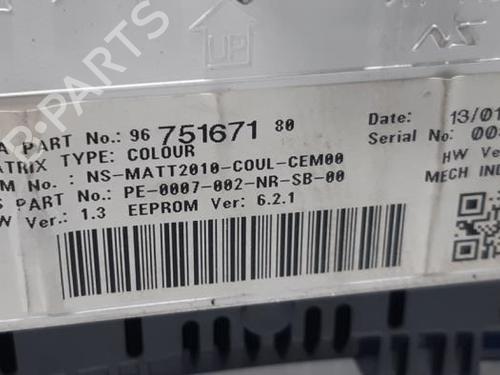 UP
A PART No.: 96 751671 80
ATRIX TYPE: COLOUR
M No. : NS-MATT2010-COUL-CEM00
S PART No.: PE-0007-002-NR-SB-00
W Ver.: 1.3 EEPROM Ver: 6.2.1
Date: 13/01
Serial No: 00
HW Ver
MECH IND
B-PARTS